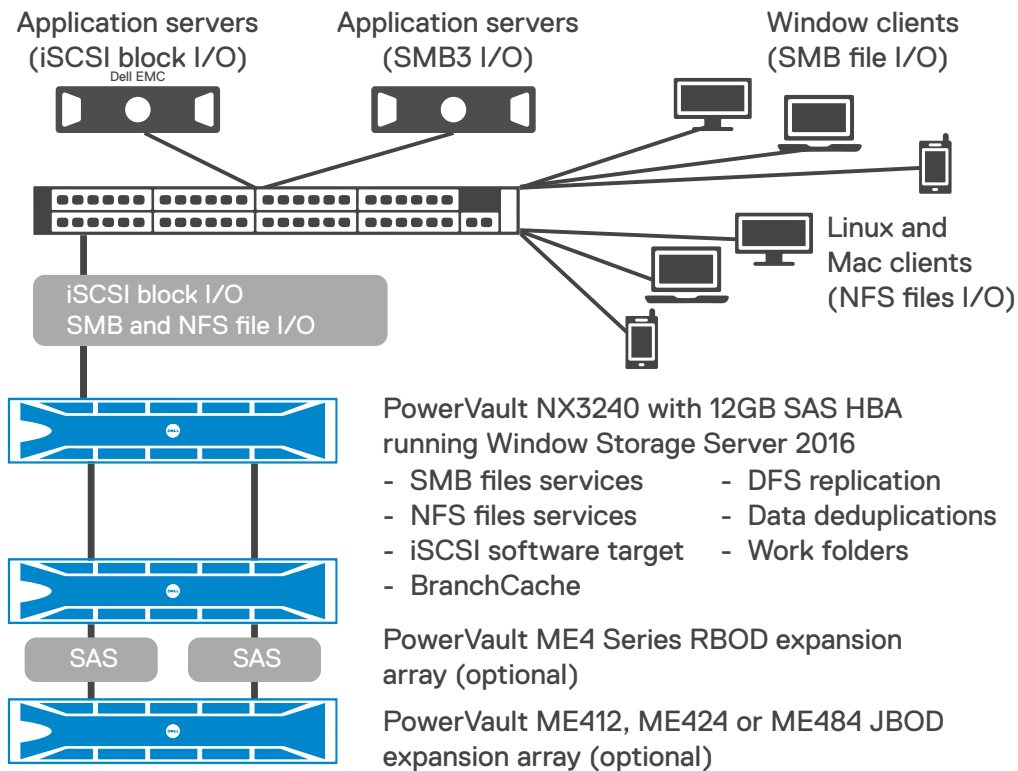 Application servers
(iSCSI block I/O)
Dell EMC
Application servers
(SMB3 I/O)
Window clients
(SMB file I/O)
Linux and
Mac clients
(NFS files I/O)
iSCSI block I/O
SMB and NFS file I/O
DELL
PowerVault NX3240 with 12GB SAS HBA
running Window Storage Server 2016
- SMB files services
- NFS files services
- iSCSI software target
- BranchCache
- DFS replication
- Data deduplications
- Work folders
DELL
SAS
SAS
PowerVault ME4 Series RBOD expansion
array (optional)
DELL
PowerVault ME412, ME424 or ME484 JBOD
expansion array (optional)